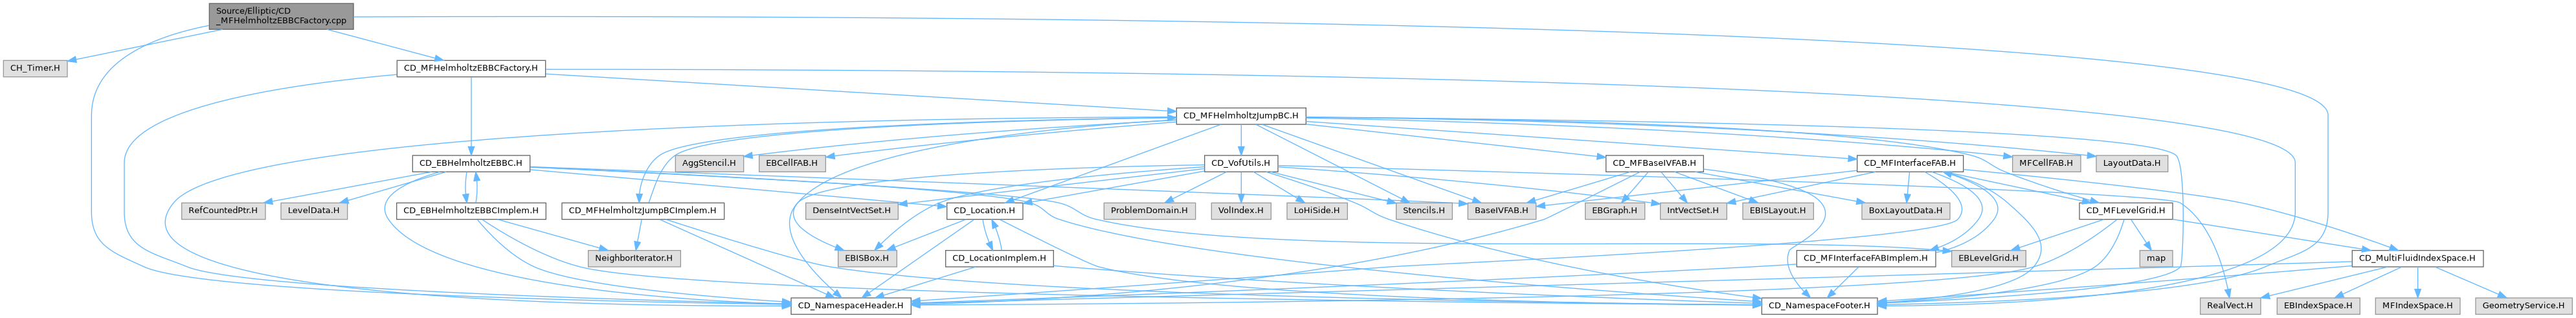 Source/Elliptic/CD
_MFHelmholtzEBBCFactory.cpp
CH_Timer.H
CD_MFHelmholtzEBBCFactory.H
CD_MFHelmholtzJumpBC.H
CD_EBHelmholtzEBBC.H
AggStencil.H
EBCellFAB.H
CD_VofUtils.H
CD_MFBaseIVFAB.H
CD_MFInterfaceFAB.H
MFCellFAB.H
LayoutData.H
RefCountedPtr.H
LevelData.H
CD_EBHelmholtzEBBCImplem.H
CD_MFHelmholtzJumpBCImplem.H
DenseIntVectSet.H
CD_Location.H
ProblemDomain.H
VolIndex.H
LoHiSide.H
Stencils.H
BaseIVFAB.H
EBGraph.H
IntVectSet.H
EBISLayout.H
BoxLayoutData.H
CD_MFLevelGrid.H
NeighborIterator.H
EBISBox.H
CD_LocationImplem.H
CD_MFInterfaceFABImplem.H
EBLevelGrid.H
map
CD_MultiFluidIndexSpace.H
CD_NamespaceHeader.H
CD_NamespaceFooter.H
RealVect.H
EBIndexSpace.H
MFIndexSpace.H
GeometryService.H